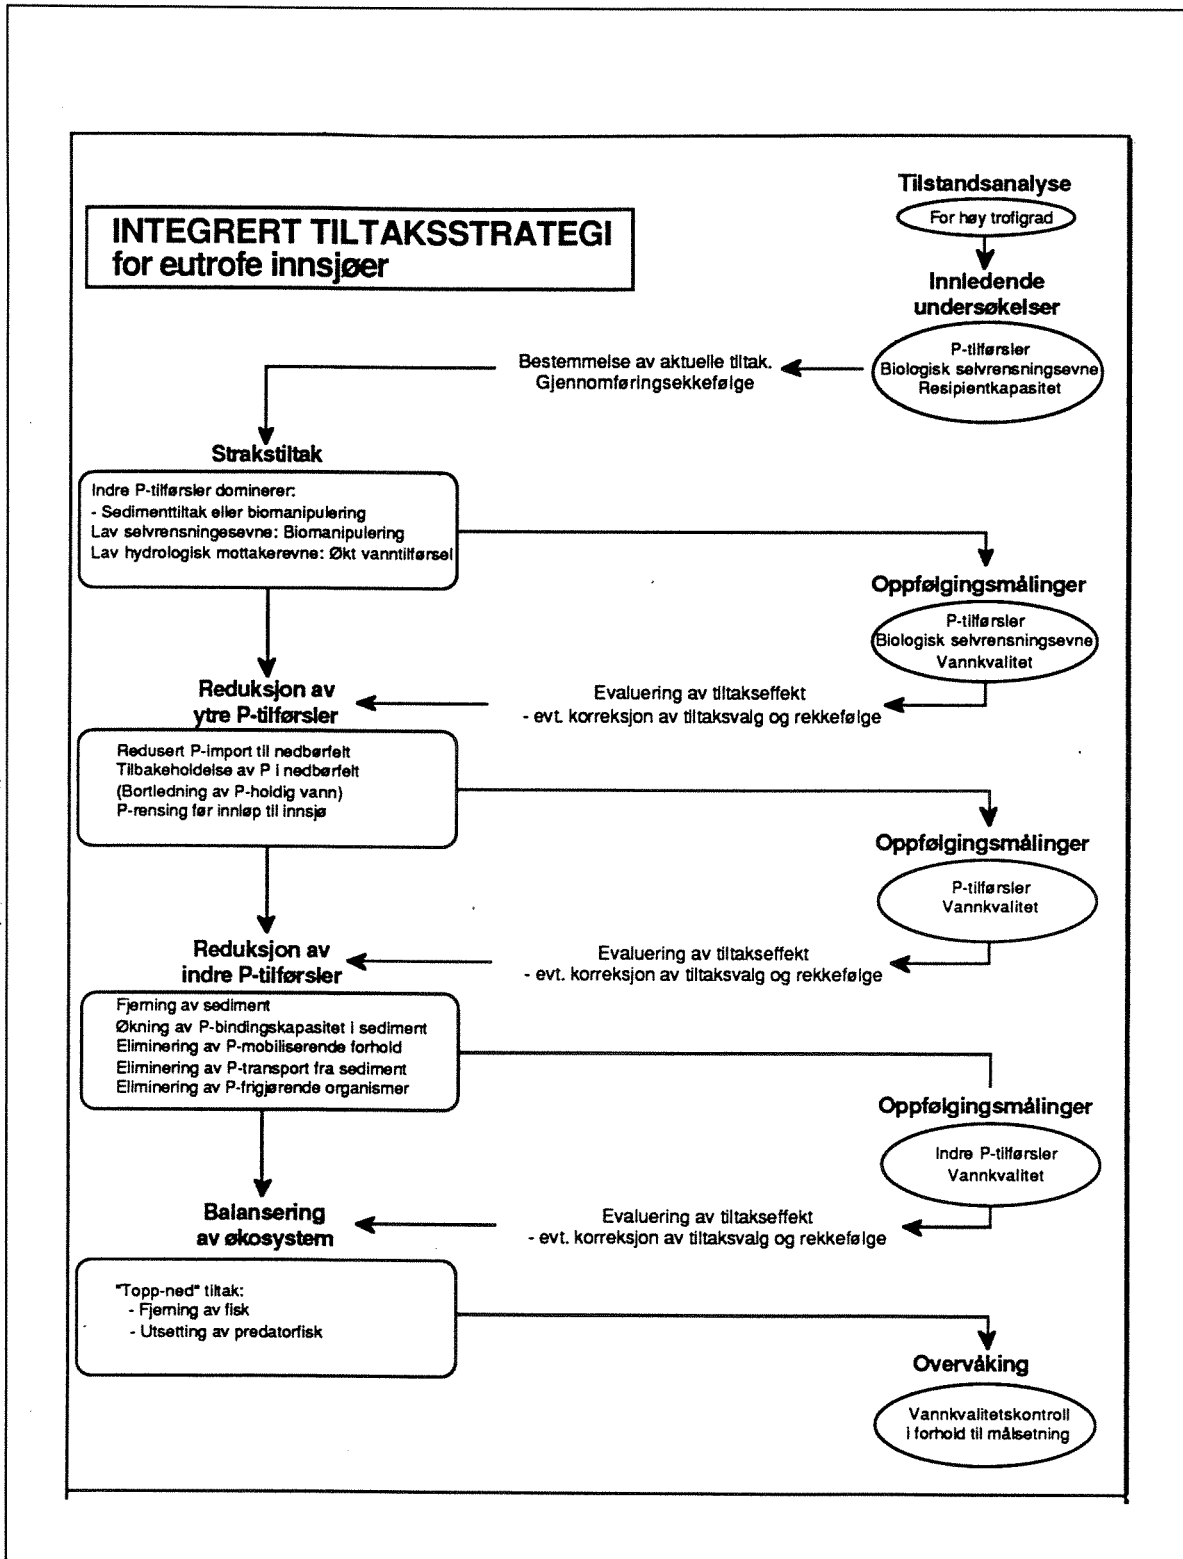 Tilstandsanalyse
For høy trofigrad
INTEGRERT TILTAKSSTRATEGI
for eutrofe innsjøer
Innledende
undersøkelser
P-tilførsler
Biologisk selvrensningsevne
Resipientkapasitet
Bestemmelse av aktuelle tiltak.
Gjennomføringsekkefølge
Strakstiltak
Indre P-tilførsler dominerer:
- Sedimenttiltak eller biomanipulering
Lav selvrensningesevne: Biomanipulering
Lav hydrologisk mottakerevne: Økt vanntilførsel
Oppfølgingsmålinger
P-tilførsler
Biologisk selvrensningsevne
Vannkvalitet
Evaluering av tiltakseffekt
- evt. korreksjon av tiltaksvalg og rekkefølge
Reduksjon av
ytre P-tilførsler
Redusert P-import til nedbørfelt
Tilbakeholdelse av P i nedbørfelt
(Bortledning av P-holdig vann)
P-rensing før innløp til innsjø
Oppfølgingsmålinger
P-tilførsler
Vannkvalitet
Evaluering av tiltakseffekt
- evt. korreksjon av tiltaksvalg og rekkefølge
Reduksjon av
indre P-tilførsler
Fjerning av sediment
Økning av P-bindingskapasitet i sediment
Eliminering av P-mobiliserende forhold
Eliminering av P-transport fra sediment
Eliminering av P-frigjørende organismer
Oppfølgingsmålinger
Indre P-tilførsler
Vannkvalitet
Evaluering av tiltakseffekt
- evt. korreksjon av tiltaksvalg og rekkefølge
Balansering
av økosystem
"Topp-ned" tiltak:
- Fjerning av fisk
- Utsetting av predatorfisk
Overvåking
Vannkvalitetskontroll
i forhold til målsetning